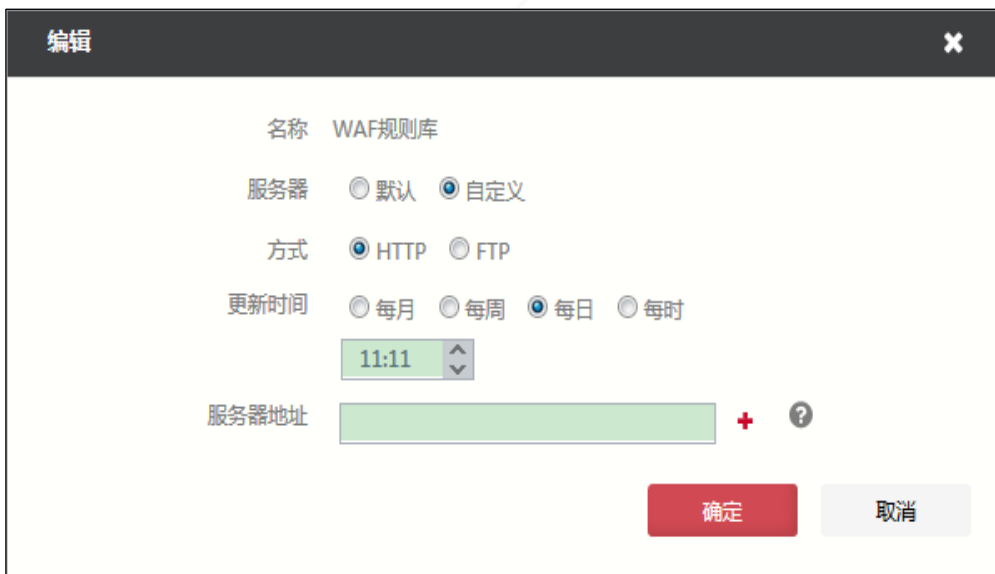 编辑
名称 WAF规则库
服务器 默认 自定义
方式 HTTP FTP
更新时间 每月 每周 每日 每时
11:11
服务器地址
确定 取消